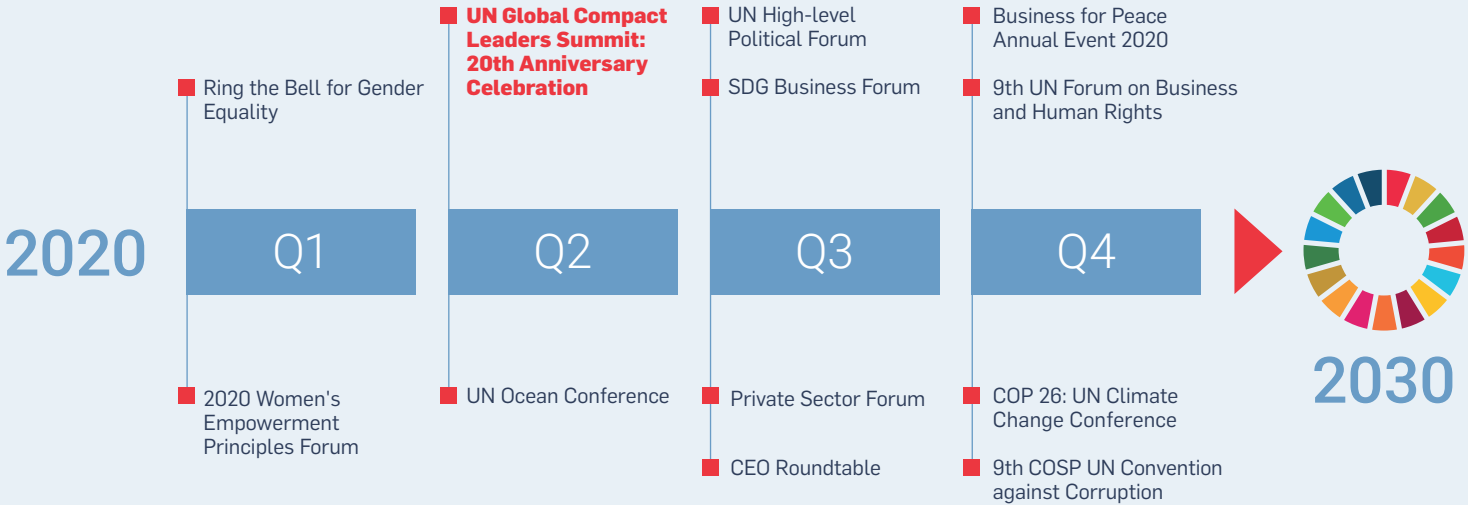 2020
Q1
Ring the Bell for Gender
Equality
2020 Women's
Empowerment
Principles Forum
Q2
UN Global Compact
Leaders Summit:
20th Anniversary
Celebration
UN Ocean Conference
Q3
UN High-level
Political Forum
SDG Business Forum
Private Sector Forum
CEO Roundtable
Q4
Business for Peace
Annual Event 2020
9th UN Forum on Business
and Human Rights
COP 26: UN Climate
Change Conference
9th COSP UN Convention
against Corruption
2030